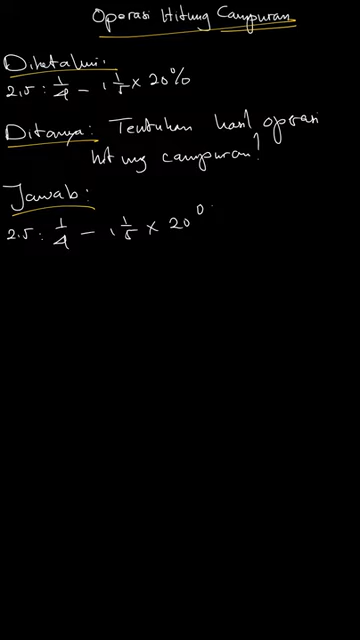 Operasi Hitung Campuran
Diketahui:
2,5 : 1/4 - 1 1/5 × 20%
Ditanya: Tentukan hasil operasi
hitung campuran!
Jawab:
2,5 : 1/4 - 1 1/5 × 20 0